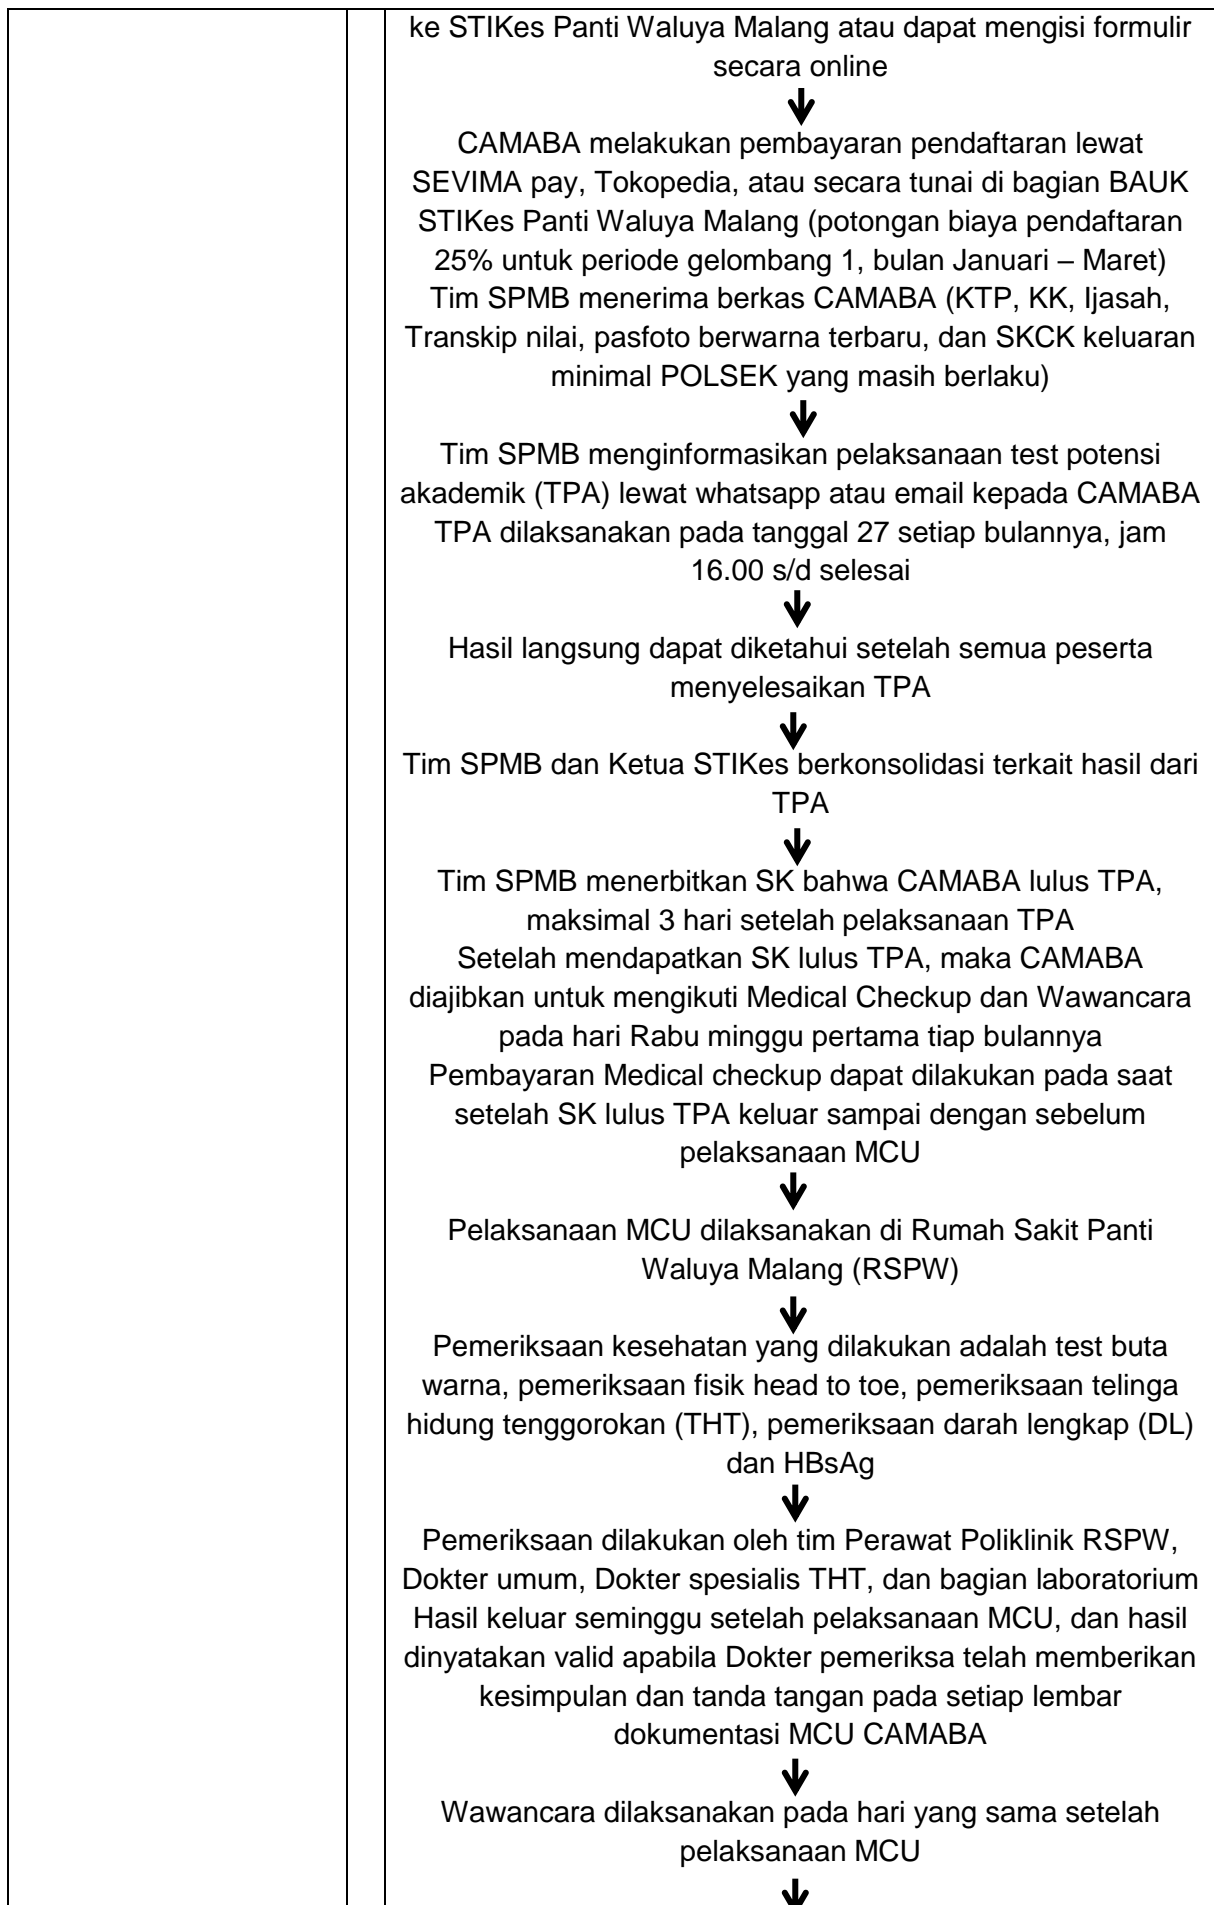 ke STIKes Panti Waluya Malang atau dapat mengisi formulir
secara online
CAMABA melakukan pembayaran pendaftaran lewat
SEVIMA pay, Tokopedia, atau secara tunai di bagian BAUK
STIKes Panti Waluya Malang (potongan biaya pendaftaran
25% untuk periode gelombang 1, bulan Januari – Maret)
Tim SPMB menerima berkas CAMABA (KTP, KK, Ijasah,
Transkip nilai, pasfoto berwarna terbaru, dan SKCK keluaran
minimal POLSEK yang masih berlaku)
Tim SPMB menginformasikan pelaksanaan test potensi
akademik (TPA) lewat whatsapp atau email kepada CAMABA
TPA dilaksanakan pada tanggal 27 setiap bulannya, jam
16.00 s/d selesai
Hasil langsung dapat diketahui setelah semua peserta
menyelesaikan TPA
Tim SPMB dan Ketua STIKes berkonsolidasi terkait hasil dari
TPA
Tim SPMB menerbitkan SK bahwa CAMABA lulus TPA,
maksimal 3 hari setelah pelaksanaan TPA
Setelah mendapatkan SK lulus TPA, maka CAMABA
diajibkan untuk mengikuti Medical Checkup dan Wawancara
pada hari Rabu minggu pertama tiap bulannya
Pembayaran Medical checkup dapat dilakukan pada saat
setelah SK lulus TPA keluar sampai dengan sebelum
pelaksanaan MCU
Pelaksanaan MCU dilaksanakan di Rumah Sakit Panti
Waluya Malang (RSPW)
Pemeriksaan kesehatan yang dilakukan adalah test buta
warna, pemeriksaan fisik head to toe, pemeriksaan telinga
hidung tenggorokan (THT), pemeriksaan darah lengkap (DL)
dan HBsAg
Pemeriksaan dilakukan oleh tim Perawat Poliklinik RSPW,
Dokter umum, Dokter spesialis THT, dan bagian laboratorium
Hasil keluar seminggu setelah pelaksanaan MCU, dan hasil
dinyatakan valid apabila Dokter pemeriksa telah memberikan
kesimpulan dan tanda tangan pada setiap lembar
dokumentasi MCU CAMABA
Wawancara dilaksanakan pada hari yang sama setelah
pelaksanaan MCU